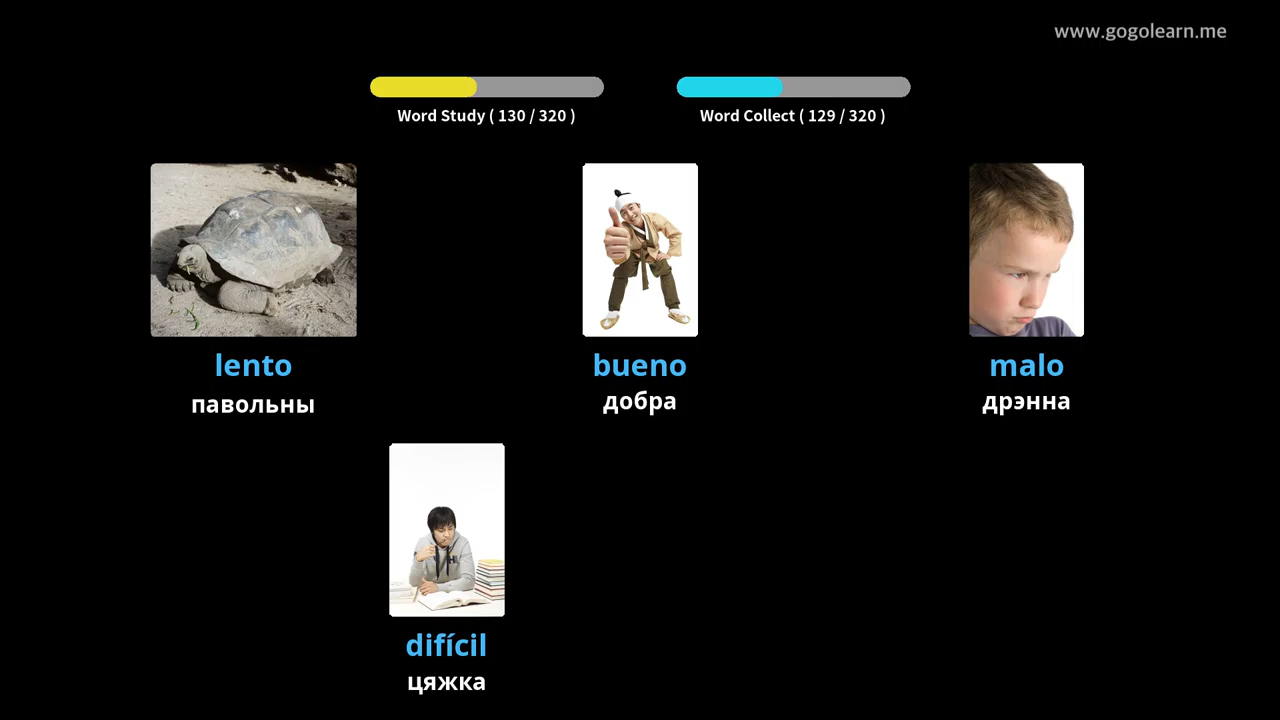 www.gogolearn.me
Word Study ( 130 / 320 )
Word Collect ( 129 / 320 )
lento
павольны
bueno
добра
malo
дрэнна
difícil
цяжка